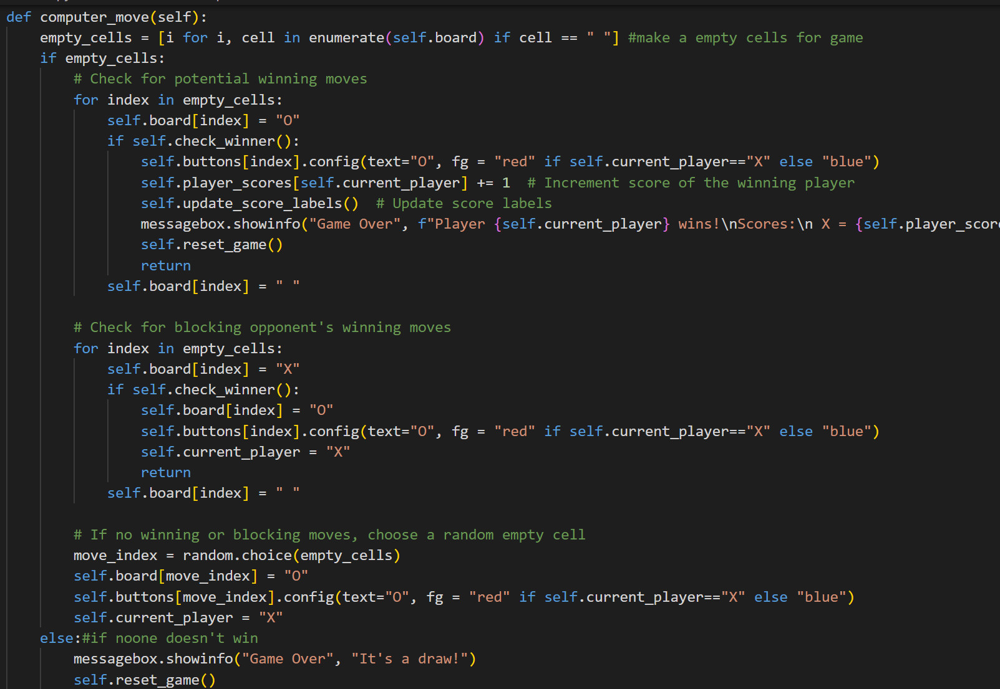 def computer_move(self):
    empty_cells = [i for i, cell in enumerate(self.board) if cell == " "] #make a empty cells for game
    if empty_cells:
        # Check for potential winning moves
        for index in empty_cells:
            self.board[index] = "O"
            if self.check_winner():
                self.buttons[index].config(text="O", fg = "red" if self.current_player=="X" else "blue")
                self.player_scores[self.current_player] += 1  # Increment score of the winning player
                self.update_score_labels()  # Update score labels
                messagebox.showinfo("Game Over", f"Player {self.current_player} wins!\nScores:\n X = {self.player_score
                self.reset_game()
                return
            self.board[index] = " "

        # Check for blocking opponent's winning moves
        for index in empty_cells:
            self.board[index] = "X"
            if self.check_winner():
                self.board[index] = "O"
                self.buttons[index].config(text="O", fg = "red" if self.current_player=="X" else "blue")
                self.current_player = "X"
                return
            self.board[index] = " "

        # If no winning or blocking moves, choose a random empty cell
        move_index = random.choice(empty_cells)
        self.board[move_index] = "O"
        self.buttons[move_index].config(text="O", fg = "red" if self.current_player=="X" else "blue")
        self.current_player = "X"
    else:#if noone doesn't win
        messagebox.showinfo("Game Over", "It's a draw!")
        self.reset_game()